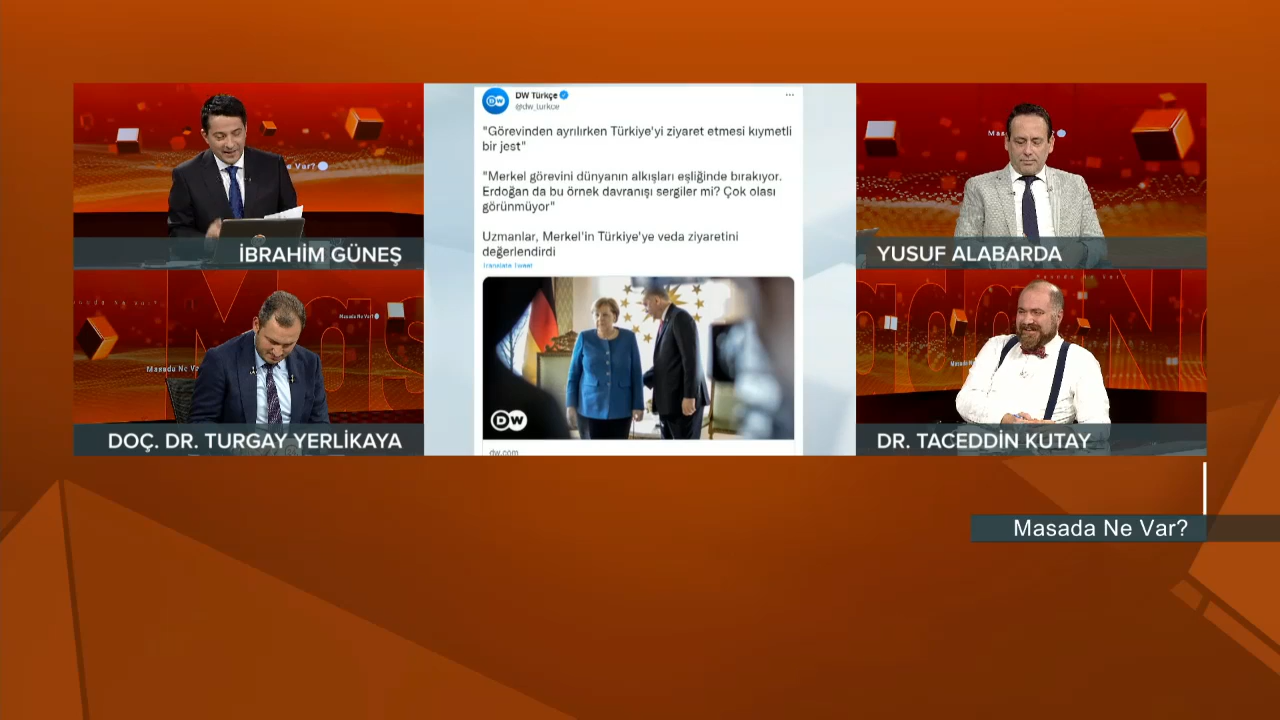 DW Türkçe
@dw_turkce
"Görevinden ayrılırken Türkiye'yi ziyaret etmesi kıymetli
bir jest"
"Merkel görevini dünyanın alkışları eşliğinde bırakıyor.
Erdoğan da bu örnek davranışı sergiler mi? Çok olası
görünmüyor"
Uzmanlar, Merkel'in Türkiye'ye veda ziyaretini
değerlendirdi
Translate Tweet
DW
dw.com
İBRAHİM GÜNEŞ
YUSUF ALABARDA
DOÇ. DR. TURGAY YERLİKAYA
DR. TACEDDİN KUTAY
Masada Ne Var?